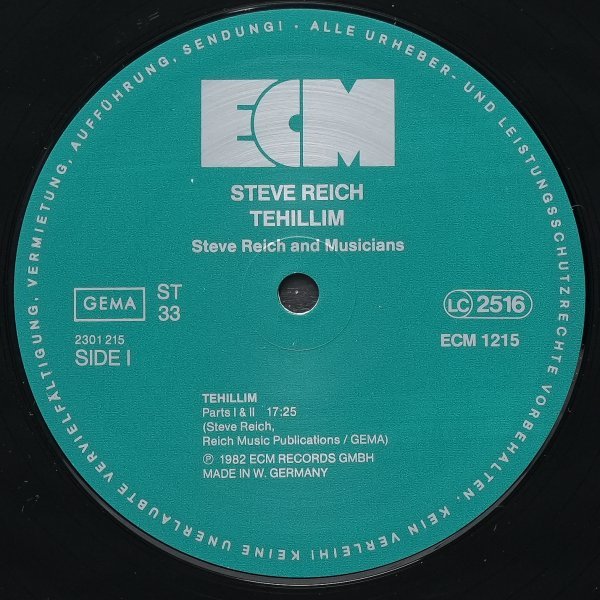 ALLE URHEBER- UND LEISTUNGSSCHUTZRECHTE VORBEHALTEN. KEIN VERLEIH! KEINE UNERLAUBTE VERVIELFÄLTIGUNG, VERMIETUNG, AUFFÜHRUNG, SENDUNG! ·
ECM
STEVE REICH
TEHILLIM
Steve Reich and Musicians
GEMA
ST
33
LC 2516
2301 215
SIDE I
ECM 1215
TEHILLIM
Parts I & II 17:25
(Steve Reich,
Reich Music Publications / GEMA)
℗ 1982 ECM RECORDS GMBH
MADE IN W. GERMANY